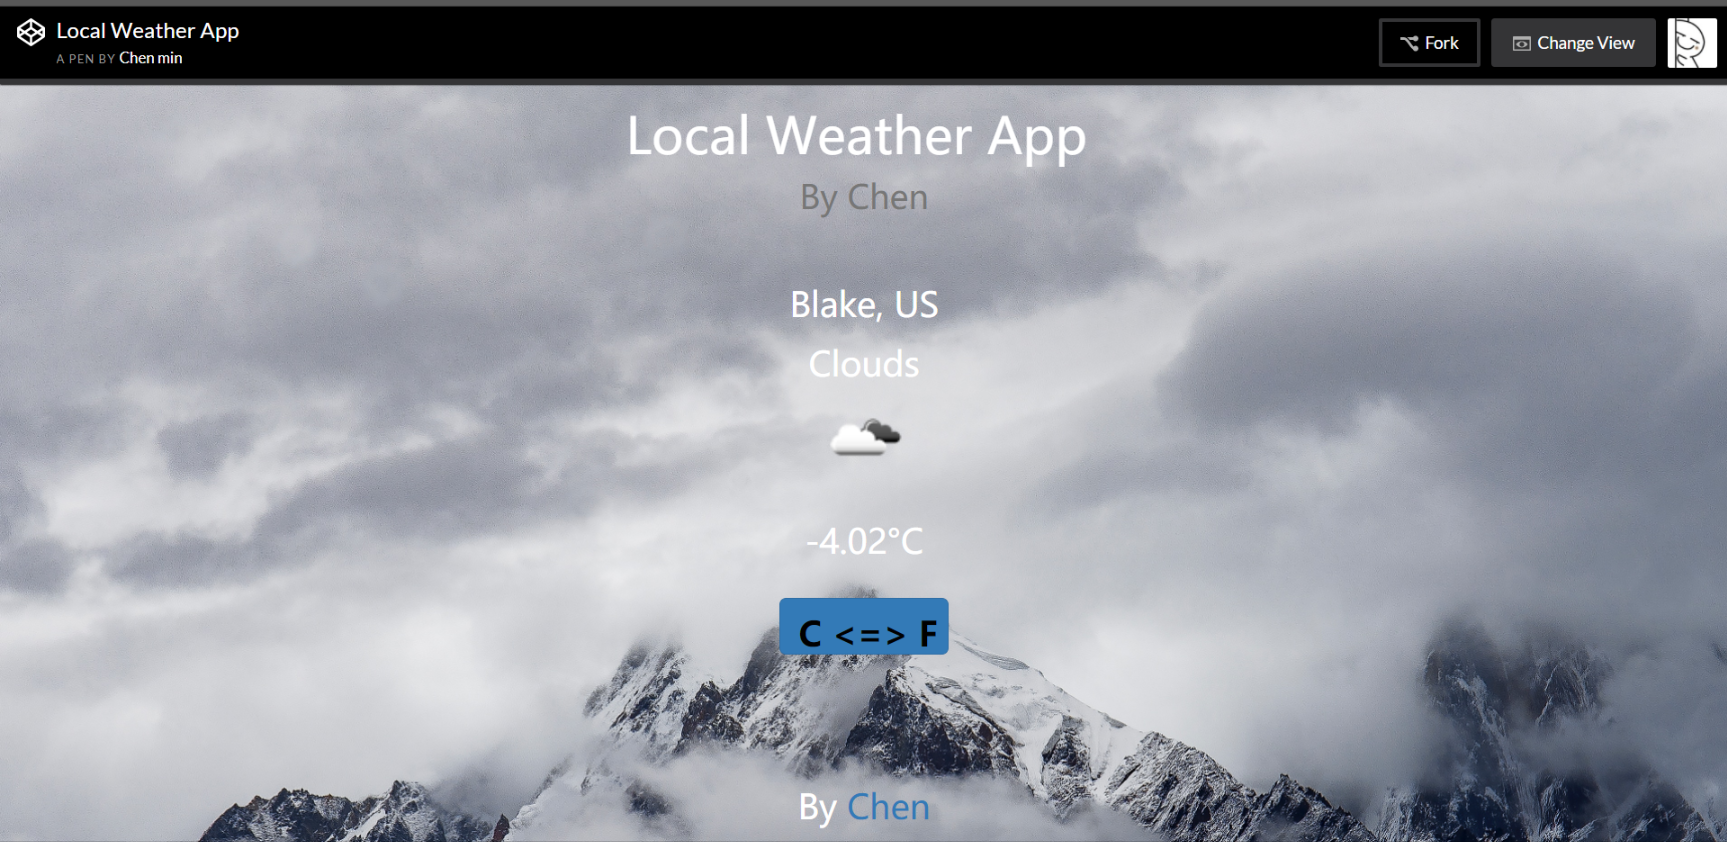 Local Weather App
A PEN BY Chen min
Fork
Change View
Local Weather App
By Chen
Blake, US
Clouds
-4.02°C
C <=> F
By Chen